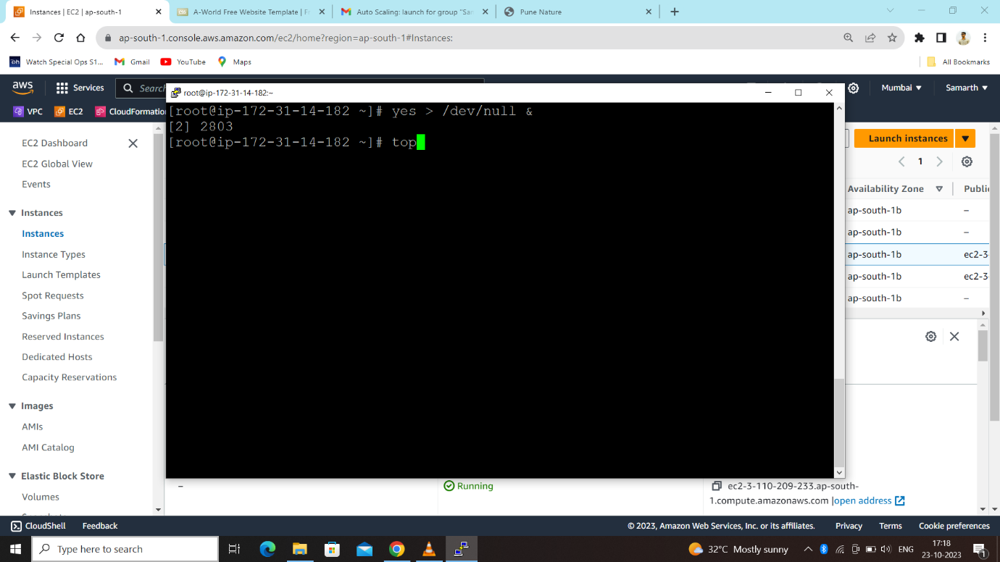 Instances | EC2 | ap-south-1
A-World Free Website Template | Fr
Auto Scaling: launch for group "San
Pune Nature
ap-south-1.console.aws.amazon.com/ec2/home?region=ap-south-1#Instances:
Watch Special Ops S1...
Gmail
YouTube
Maps
All Bookmarks
aws
Services
Search
Mumbai
Samarth
VPC
EC2
CloudFormatio
root@ip-172-31-14-182:~
[root@ip-172-31-14-182 ~]# yes > /dev/null &
[2] 2803
[root@ip-172-31-14-182 ~]# top
EC2 Dashboard
EC2 Global View
Events
Instances
Instances
Instance Types
Launch Templates
Spot Requests
Savings Plans
Reserved Instances
Dedicated Hosts
Capacity Reservations
Images
AMIs
AMI Catalog
Elastic Block Store
Volumes
Launch instances
1
Availability Zone
Public
ap-south-1b
–
ap-south-1b
–
ap-south-1b
ec2-3-
ap-south-1b
ec2-3-
ap-south-1b
–
–
Running
ec2-3-110-209-233.ap-south-
1.compute.amazonaws.com |open address
CloudShell
Feedback
© 2023, Amazon Web Services, Inc. or its affiliates.
Privacy
Terms
Cookie preferences
Type here to search
32°C Mostly sunny
ENG
17:18
23-10-2023
1